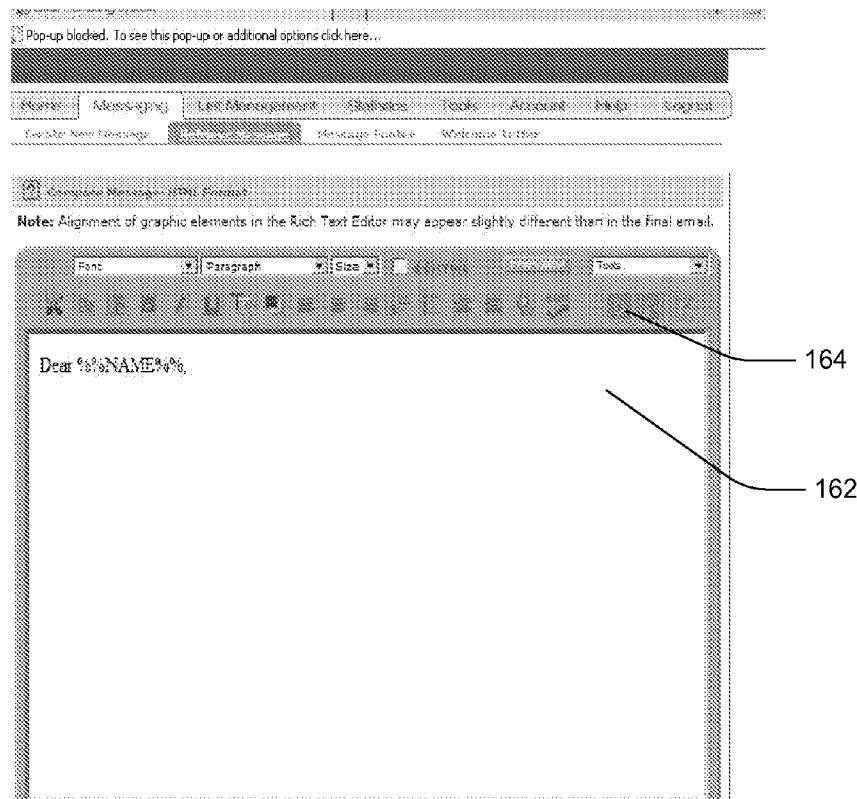 Pop-up blocked. To see this pop-up or additional options click here...
Home Messaging List Management Statistics Tools Account Help Logout
Create New Message Message Footer Welcome Letter
? Compose Message: HTML Format
Note: Alignment of graphic elements in the Rich Text Editor may appear slightly different than in the final email.
Font Paragraph Size Tools
164
Dear %%NAME%%,
162